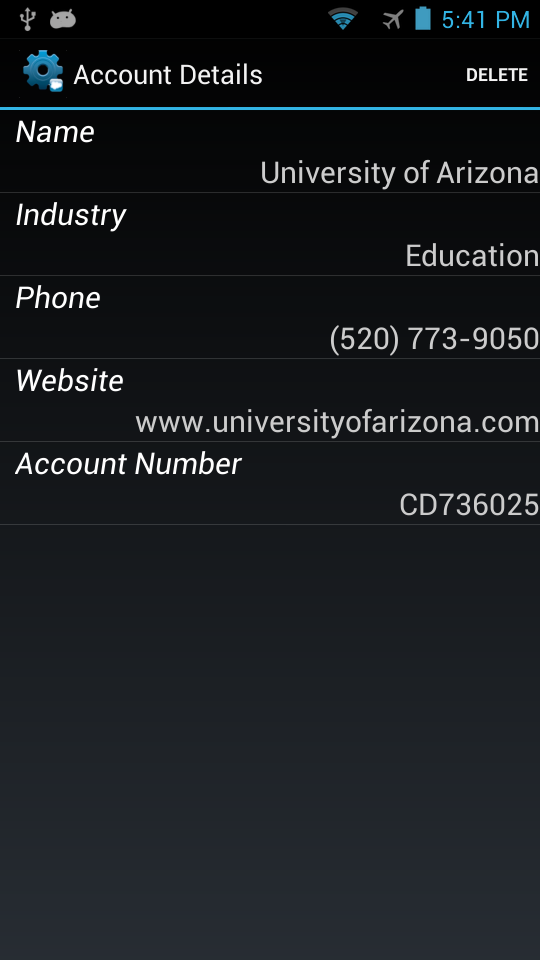 5:41 PM
Account Details
DELETE
Name
University of Arizona
Industry
Education
Phone
(520) 773-9050
Website
www.universityofarizona.com
Account Number
CD736025